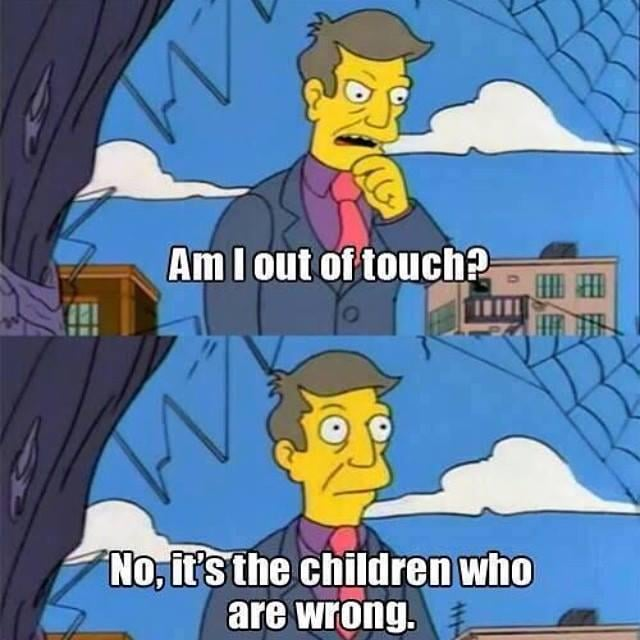 Am I out of touch?
No, it's the children who
are wrong.